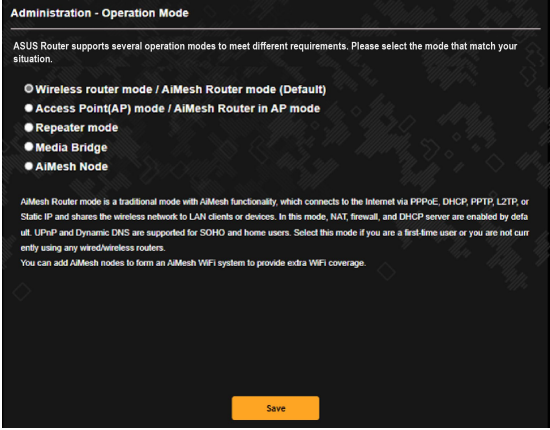 Administration - Operation Mode
ASUS Router supports several operation modes to meet different requirements. Please select the mode that match your
situation.
Wireless router mode / AiMesh Router mode (Default)
Access Point(AP) mode / AiMesh Router in AP mode
Repeater mode
Media Bridge
AiMesh Node
AiMesh Router mode is a traditional mode with AiMesh functionality, which connects to the Internet via PPPoE, DHCP, PPTP, L2TP, or
Static IP and shares the wireless network to LAN clients or devices. In this mode, NAT, firewall, and DHCP server are enabled by defa
ult. UPnP and Dynamic DNS are supported for SOHO and home users. Select this mode if you are a first-time user or you are not curr
ently using any wired/wireless routers.
You can add AiMesh nodes to form an AiMesh WiFi system to provide extra WiFi coverage.
Save